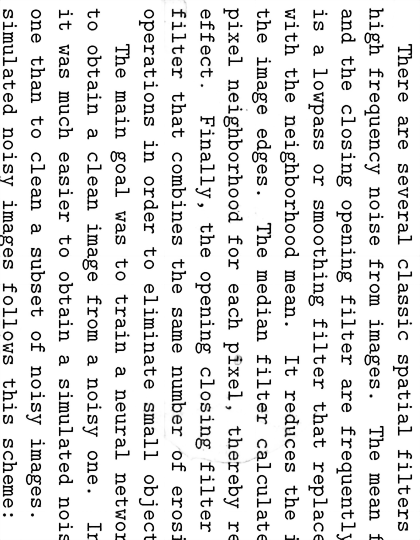 There are several classic spatial filters
high frequency noise from images. The mean f
and the closing opening filter are frequently
is a lowpass or smoothing filter that replace
with the neighborhood mean. It reduces the i
the image edges. The median filter calculate
pixel neighborhood for each pixel, thereby re
effect. Finally, the opening closing filter
filter that combines the same number of erosi
operations in order to eliminate small object
The main goal was to train a neural networ
to obtain a clean image from a noisy one. In
it was much easier to obtain a simulated nois
one than to clean a subset of noisy images.
simulated noisy images follows this scheme: